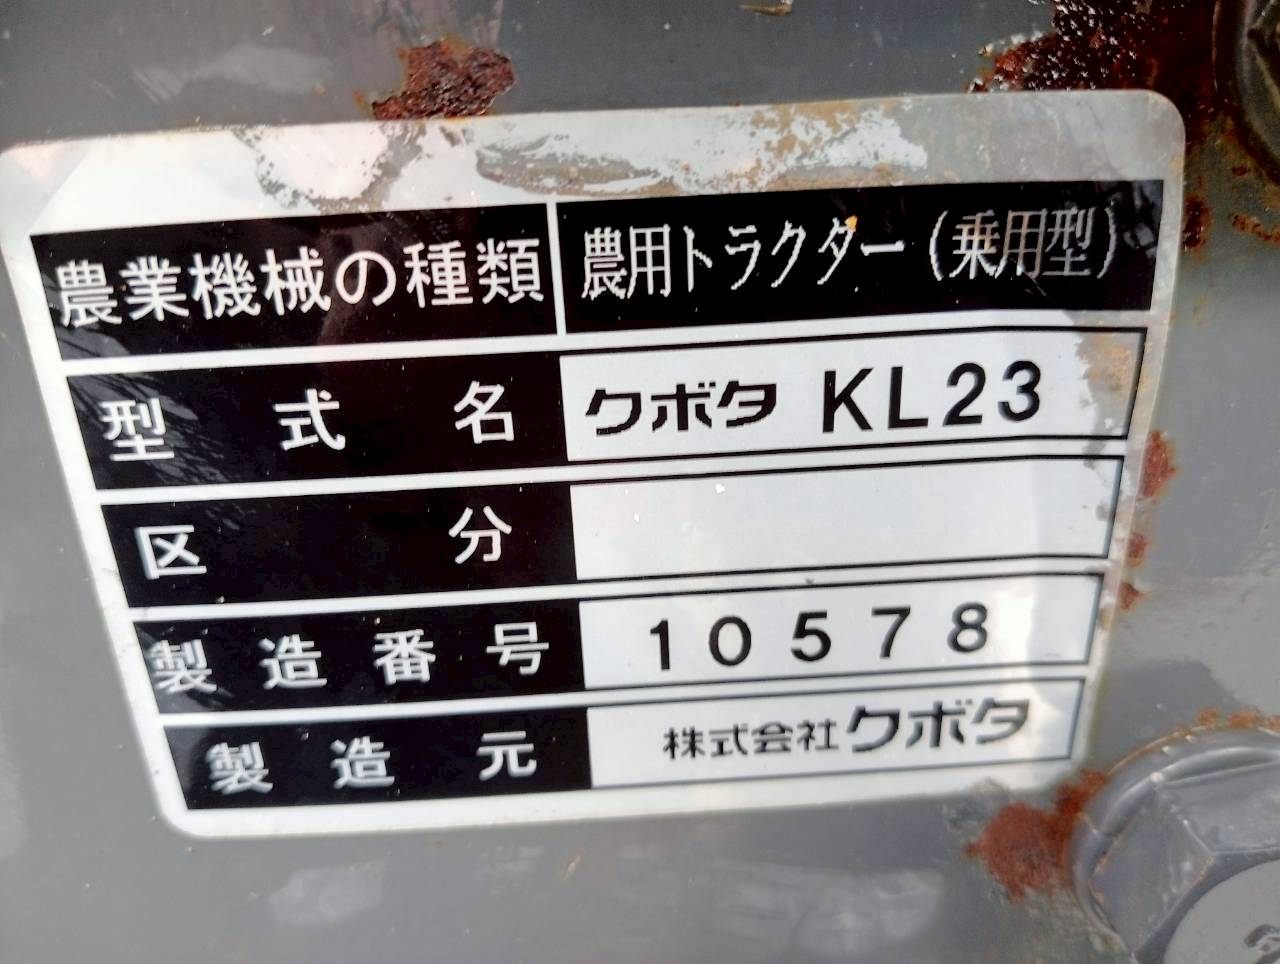 農業機械の種類 農用トラクター(乗用型)
型式名 クボタ KL23
区分
製造番号 10578
製造元 株式会社クボタ